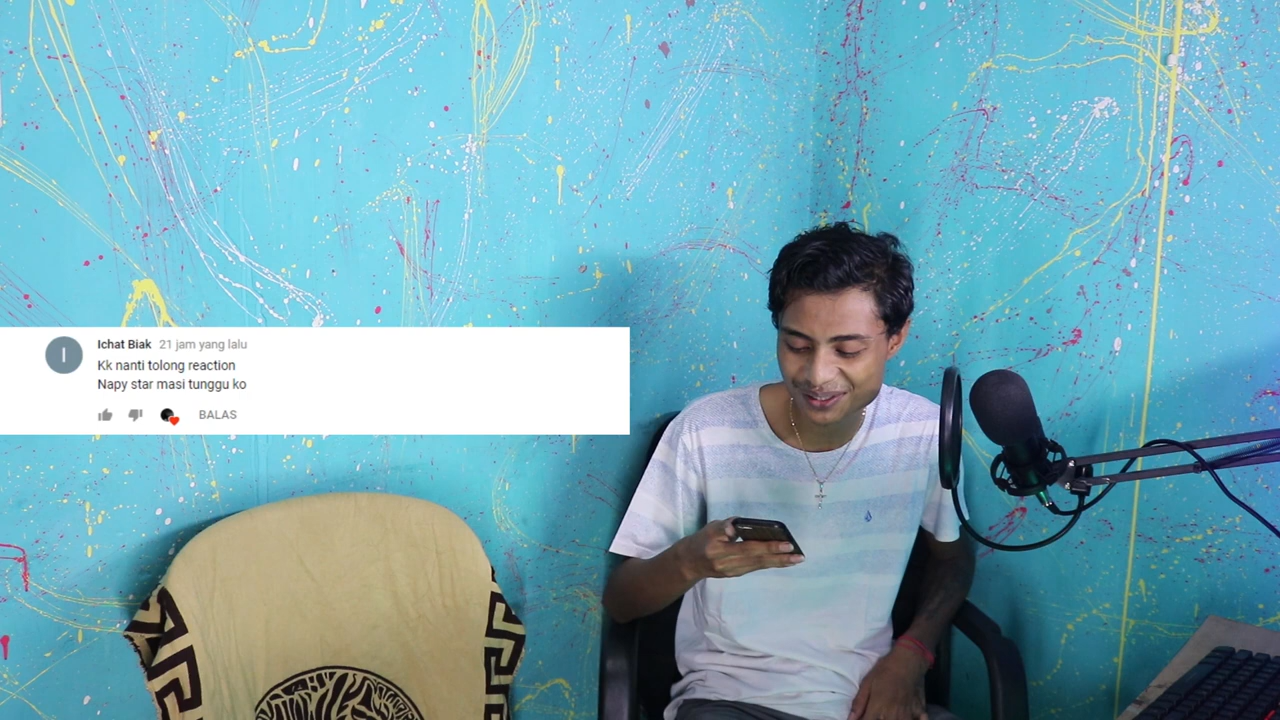 Ichat Biak 21 jam yang lalu
Kk nanti tolong reaction
Napy star masi tunggu ko
I
BALAS